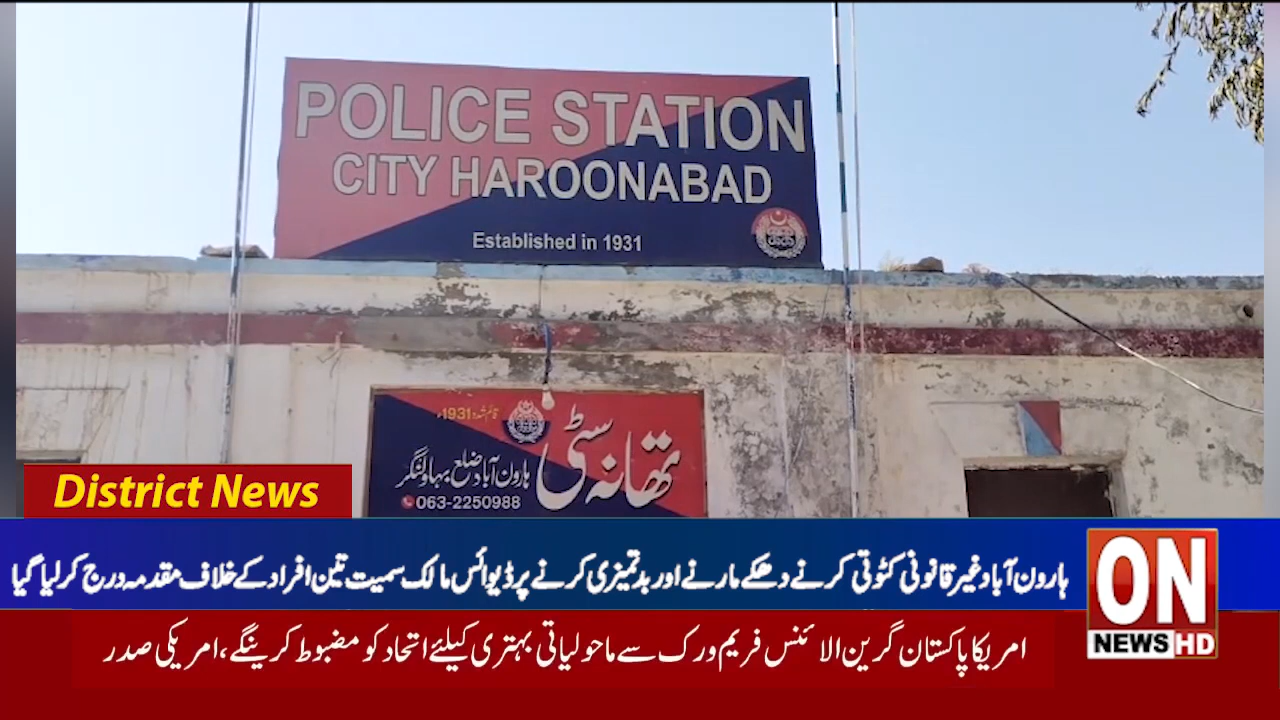 POLICE STATION
CITY HAROONABAD
Established in 1931
قائم شدہ 1931ء
تھانہ سٹی
ہارون آباد ضلع بہاولنگر
063-2250988
District News
ہارون آباد غیر قانونی کٹوتی کرنے دھکے مارنے اور بدتمیزی کرنے پر ڈیوائس مالک سمیت تین افراد کے خلاف مقدمہ درج کر لیا گیا
ON
NEWS HD
امریکا پاکستان گرین الائنس فریم ورک سے ماحولیاتی بہتری کیلئے اتحاد کو مضبوط کرینگے، امریکی صدر